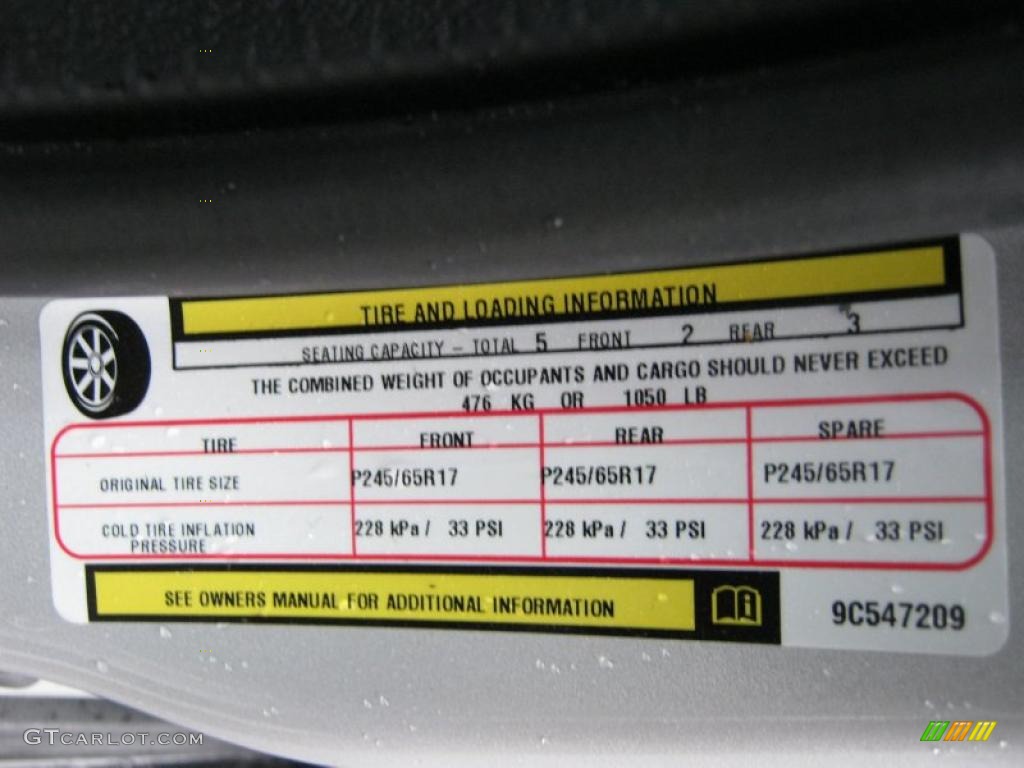 TIRE AND LOADING INFORMATION
SEATING CAPACITY - TOTAL 5 FRONT 2 REAR 3
THE COMBINED WEIGHT OF OCCUPANTS AND CARGO SHOULD NEVER EXCEED
476 KG OR 1050 LB
TIRE FRONT REAR SPARE
ORIGINAL TIRE SIZE P245/65R17 P245/65R17 P245/65R17
COLD TIRE INFLATION PRESSURE 228 kPa / 33 PSI 228 kPa / 33 PSI 228 kPa / 33 PSI
SEE OWNERS MANUAL FOR ADDITIONAL INFORMATION
9C547209
GTCARLOT.COM